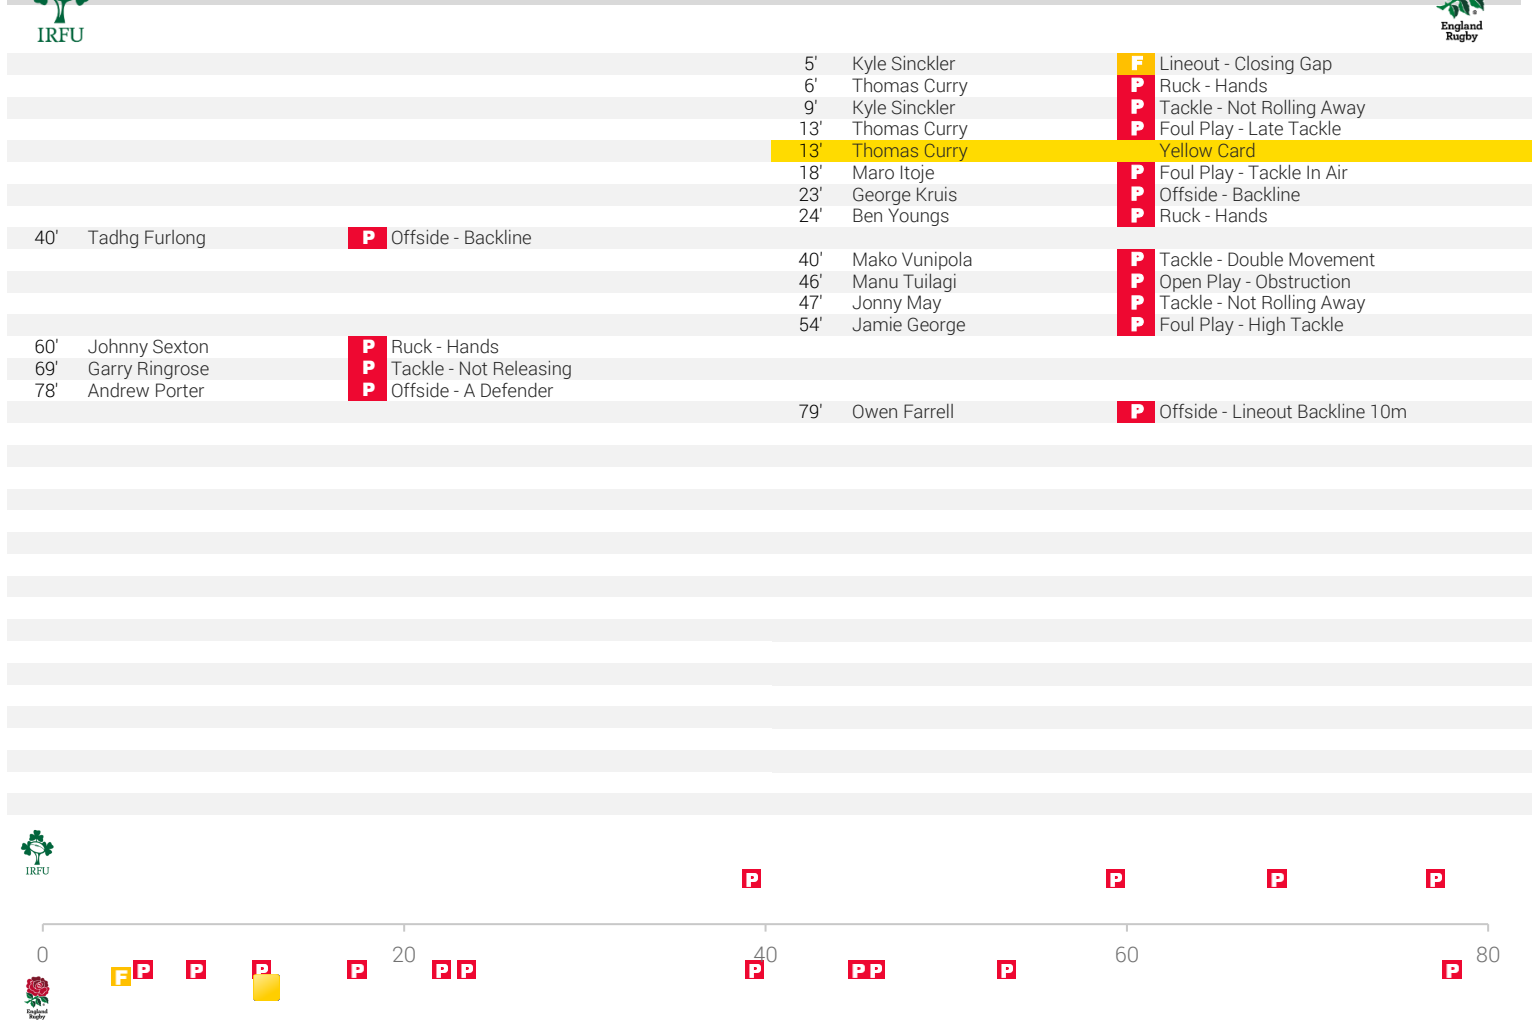 IRFU
England
Rugby
5' Kyle Sinckler F Lineout - Closing Gap
6' Thomas Curry P Ruck - Hands
9' Kyle Sinckler P Tackle - Not Rolling Away
13' Thomas Curry P Foul Play - Late Tackle
13' Thomas Curry Yellow Card
18' Maro Itoje P Foul Play - Tackle In Air
23' George Kruis P Offside - Backline
24' Ben Youngs P Ruck - Hands
40' Tadhg Furlong P Offside - Backline
40' Mako Vunipola P Tackle - Double Movement
46' Manu Tuilagi P Open Play - Obstruction
47' Jonny May P Tackle - Not Rolling Away
54' Jamie George P Foul Play - High Tackle
60' Johnny Sexton P Ruck - Hands
69' Garry Ringrose P Tackle - Not Releasing
78' Andrew Porter P Offside - A Defender
79' Owen Farrell P Offside - Lineout Backline 10m
IRFU
P P P P
0 20 40 60 80
F P P P P P P P P P P P
England
Rugby